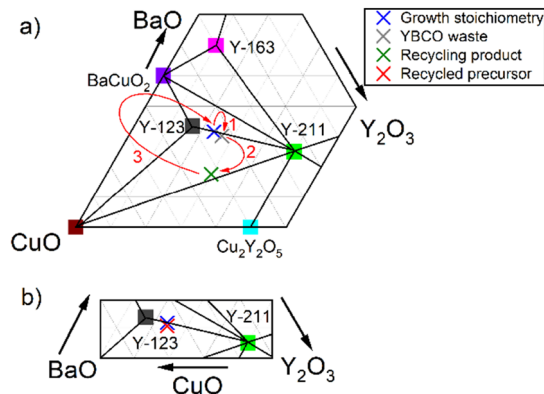 a)
BaO
Growth stoichiometry
YBCO waste
Recycling product
Recycled precursor
Y-163
BaCuO₂
Y-123
1
Y-211
Y₂O₃
2
3
CuO
Cu₂Y₂O₅
b)
Y-211
Y-123
BaO
CuO
Y₂O₃